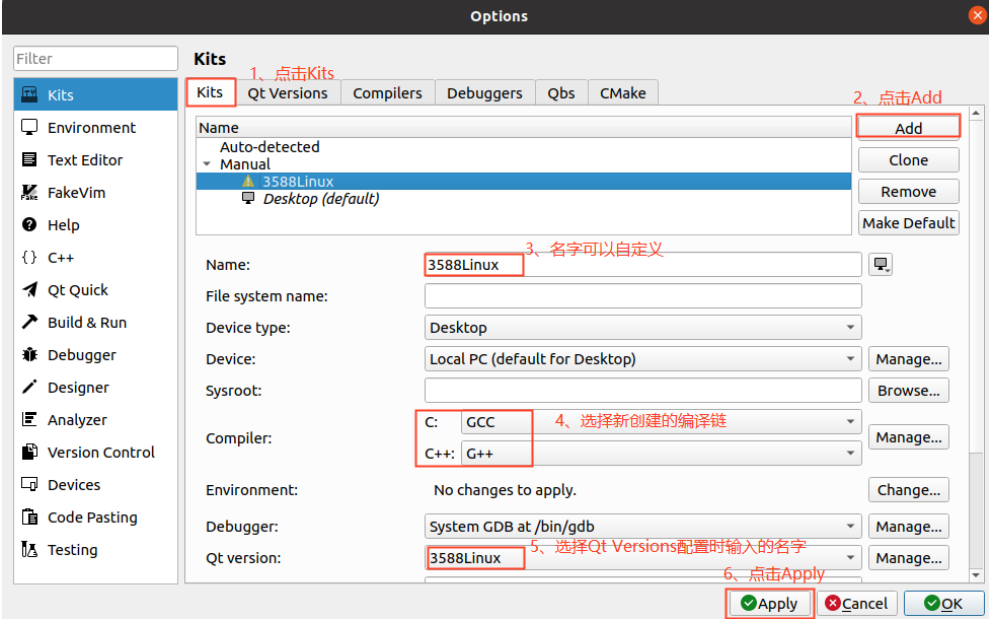 Options
Filter
Kits
1、点击Kits
Kits
Kits
Qt Versions
Compilers
Debuggers
Qbs
CMake
2、点击Add
Environment
Text Editor
FakeVim
Help
C++
Qt Quick
Build & Run
Debugger
Designer
Analyzer
Version Control
Devices
Code Pasting
Testing
Name
Auto-detected
Manual
3588Linux
Desktop (default)
Add
Clone
Remove
Make Default
3、名字可以自定义
Name:
3588Linux
File system name:
Device type:
Desktop
Device:
Local PC (default for Desktop)
Manage...
Sysroot:
Browse...
Compiler:
C:
GCC
4、选择新创建的编译链
C++:
G++
Manage...
Environment:
No changes to apply.
Change...
Debugger:
System GDB at /bin/gdb
Manage...
5、选择Qt Versions配置时输入的名字
Qt version:
3588Linux
Manage...
6、点击Apply
Apply
Cancel
OK